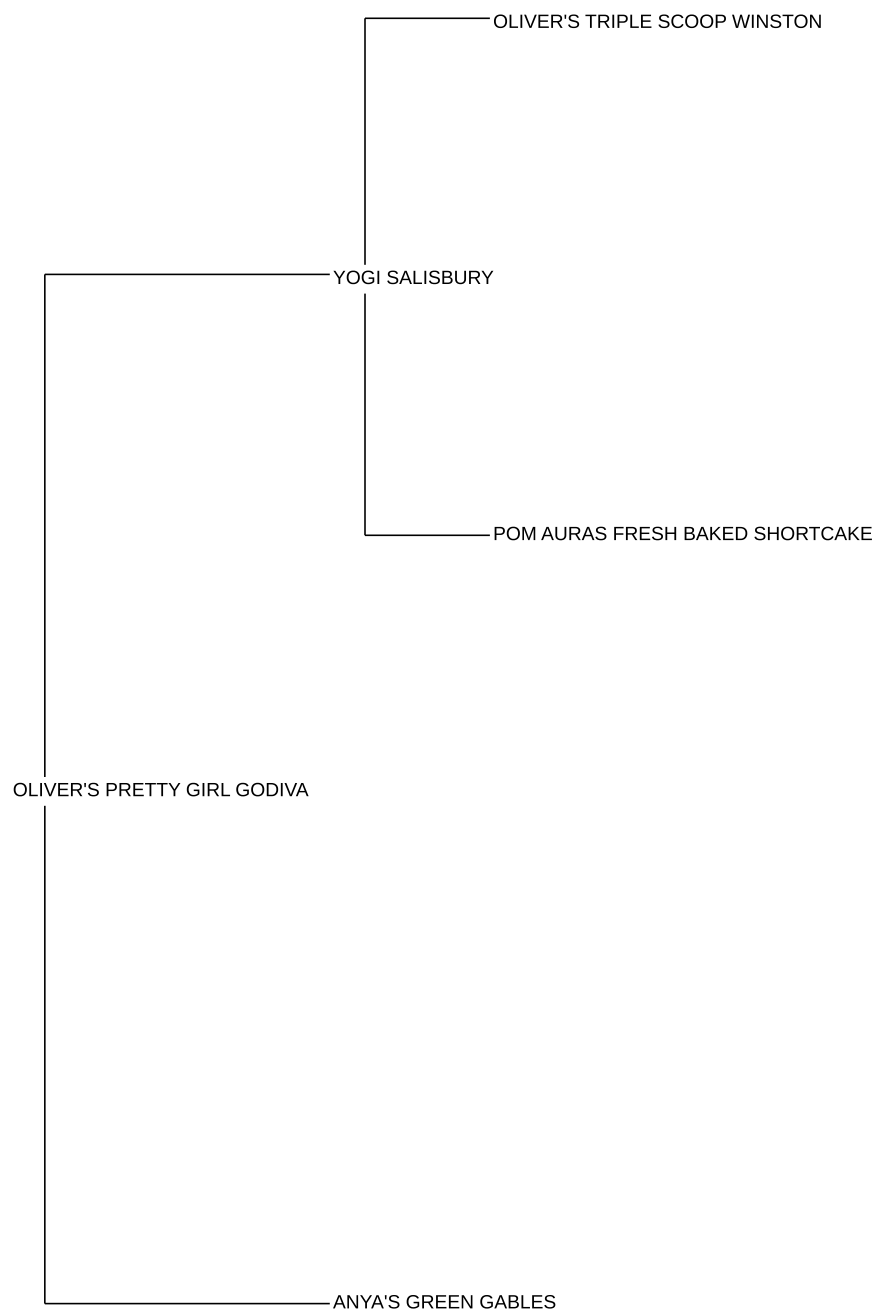 OLIVER'S TRIPLE SCOOP WINSTON
YOGI SALISBURY
POM AURAS FRESH BAKED SHORTCAKE
OLIVER'S PRETTY GIRL GODIVA
ANYA'S GREEN GABLES